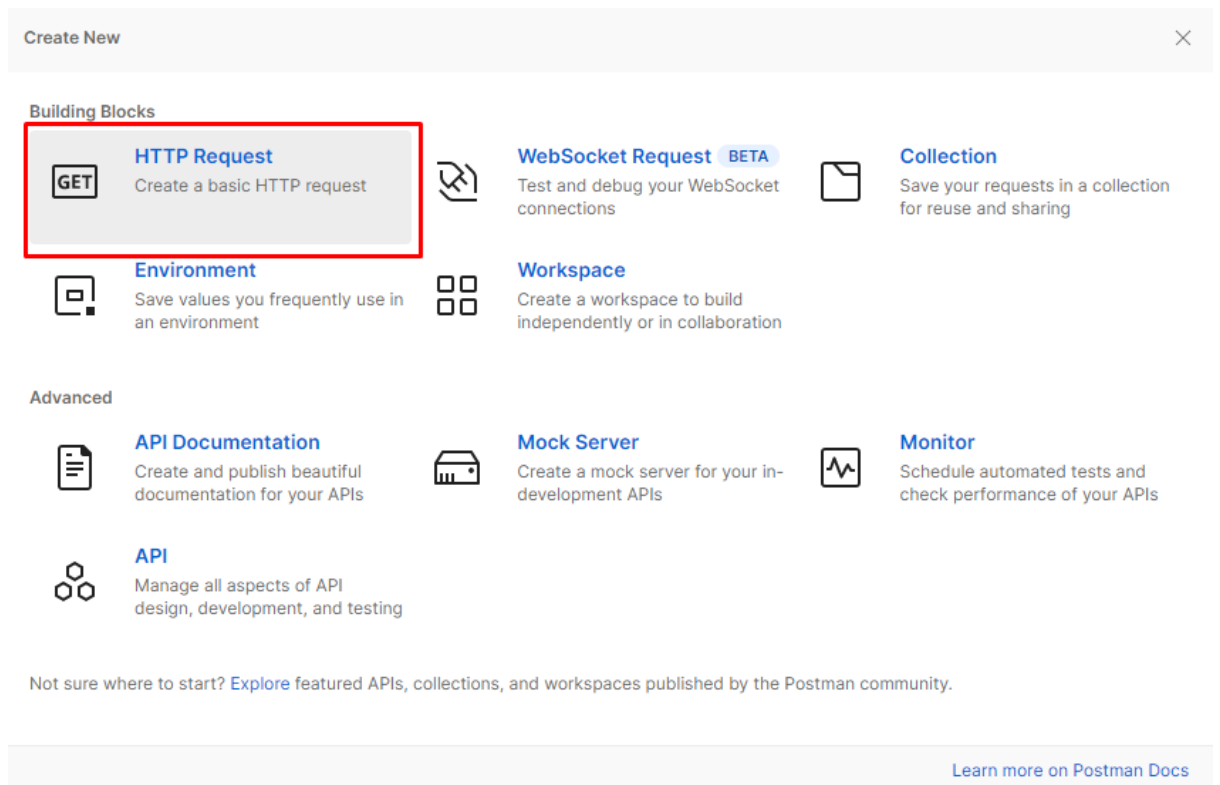 Create New
Building Blocks
GET
HTTP Request
Create a basic HTTP request
WebSocket Request BETA
Test and debug your WebSocket
connections
Collection
Save your requests in a collection
for reuse and sharing
Environment
Save values you frequently use in
an environment
Workspace
Create a workspace to build
independently or in collaboration
Advanced
API Documentation
Create and publish beautiful
documentation for your APIs
Mock Server
Create a mock server for your in-
development APIs
Monitor
Schedule automated tests and
check performance of your APIs
API
Manage all aspects of API
design, development, and testing
Not sure where to start? Explore featured APIs, collections, and workspaces published by the Postman community.
Learn more on Postman Docs